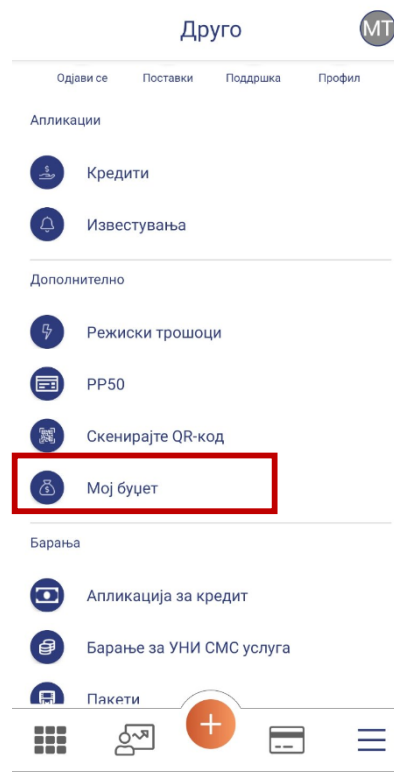 Друго
МТ
Одјави се Поставки Поддршка Профил
Апликации
Кредити
Известувања
Дополнително
Режиски трошоци
PP50
Скенирајте QR-код
Мој буџет
Барања
Апликација за кредит
Барање за УНИ СМС услуга
Пакети